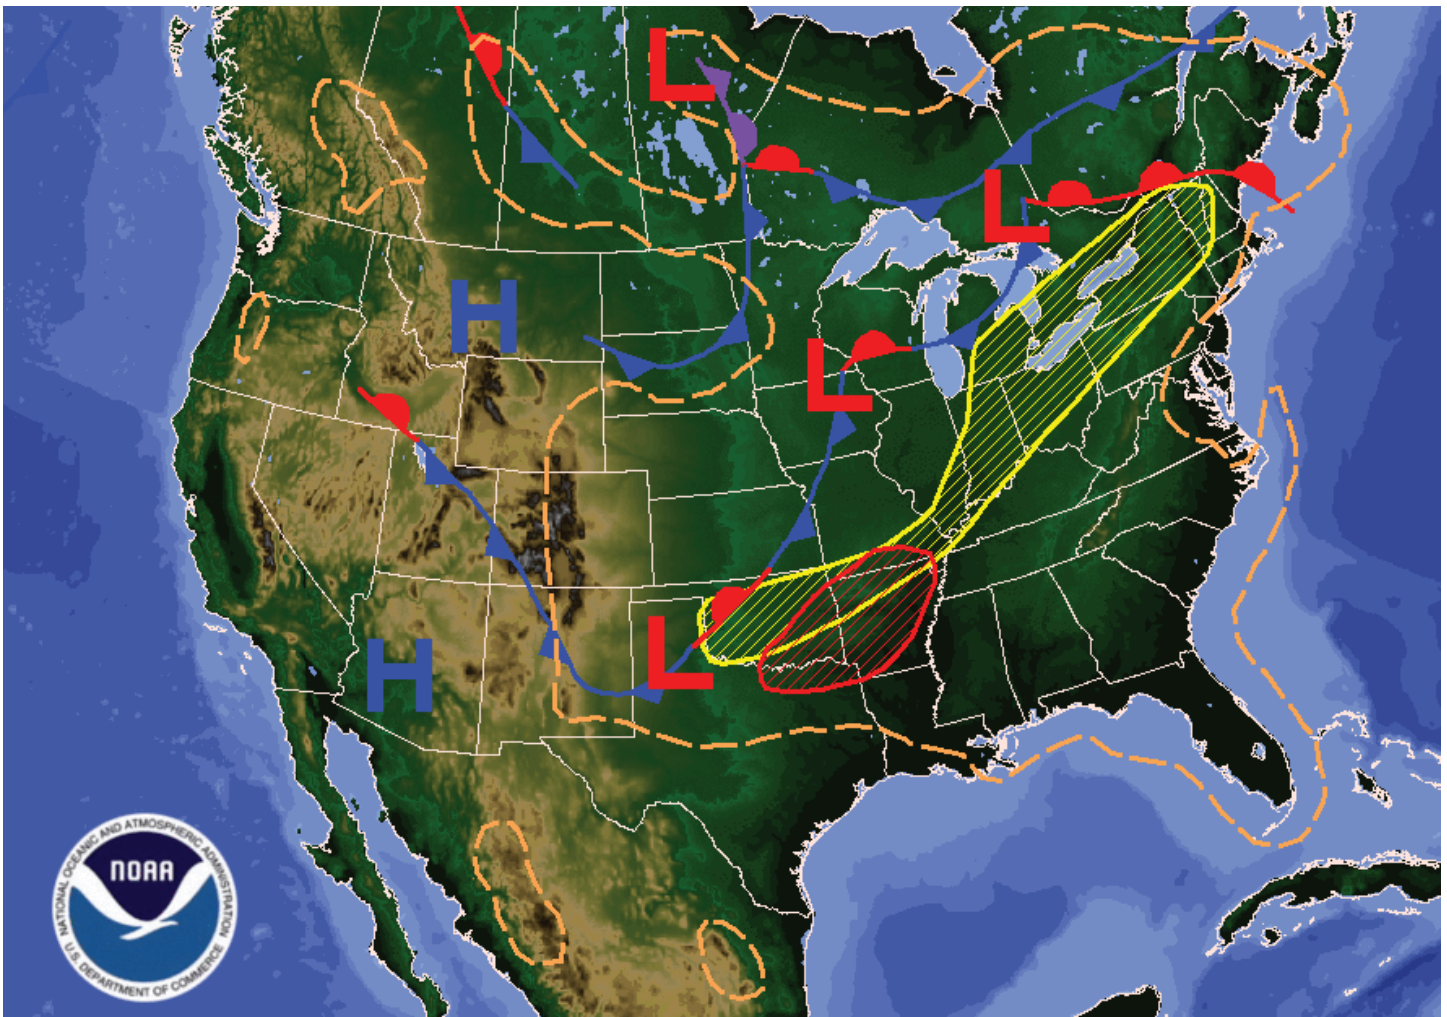 L
L
H
L
L
H
NATIONAL OCEANIC AND ATMOSPHERIC ADMINISTRATION
NOAA
U.S. DEPARTMENT OF COMMERCE